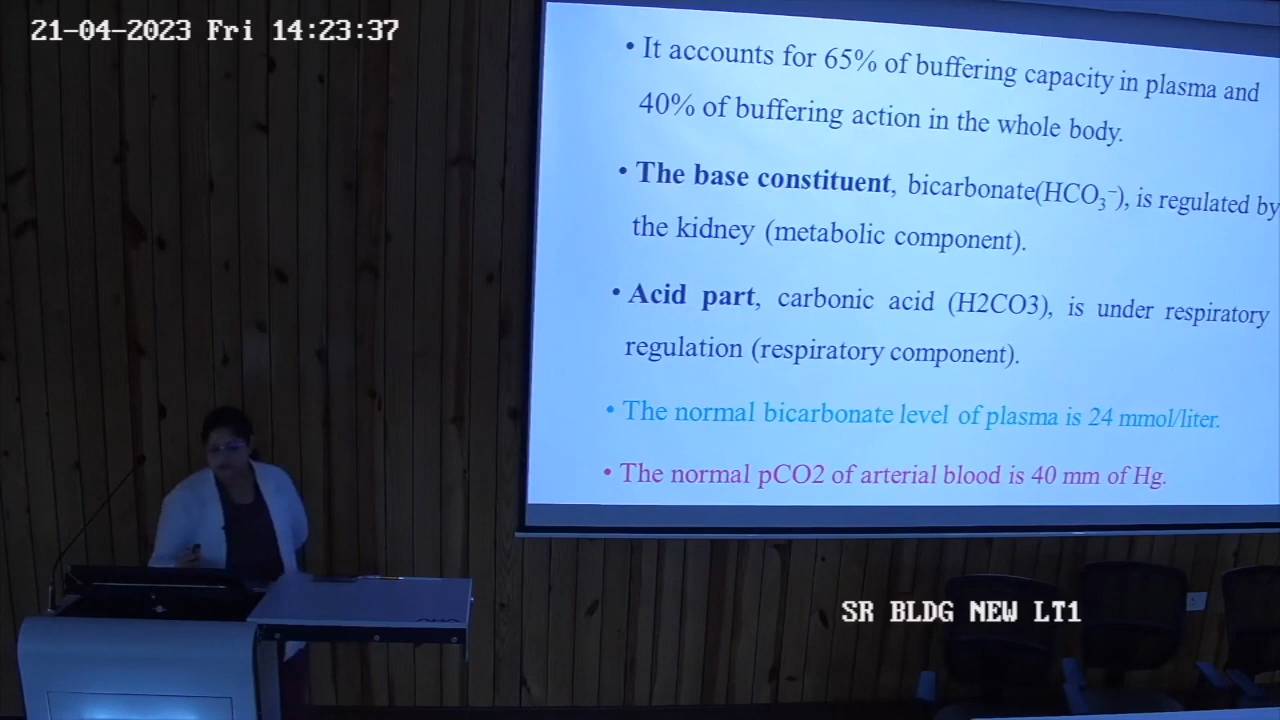 21-04-2023 Fri 14:23:37
• It accounts for 65% of buffering capacity in plasma and
40% of buffering action in the whole body.
• The base constituent, bicarbonate(HCO₃⁻), is regulated by
the kidney (metabolic component).
• Acid part, carbonic acid (H2CO3), is under respiratory
regulation (respiratory component).
• The normal bicarbonate level of plasma is 24 mmol/liter.
• The normal pCO2 of arterial blood is 40 mm of Hg.
SR BLDG NEW LT1